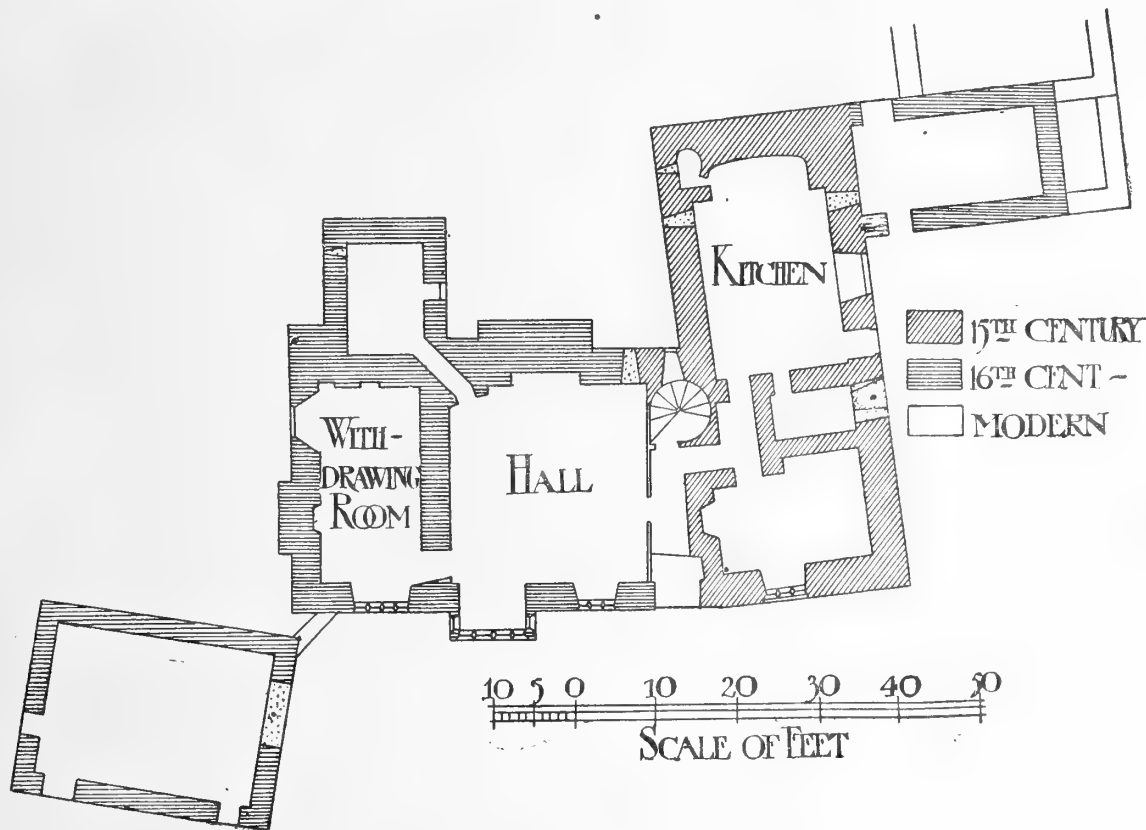 KITCHEN
15TH CENTURY
16TH CENT -
MODERN
WITH-
DRAWING
ROOM
HALL
10 5 0 10 20 30 40 50
SCALE OF FEET